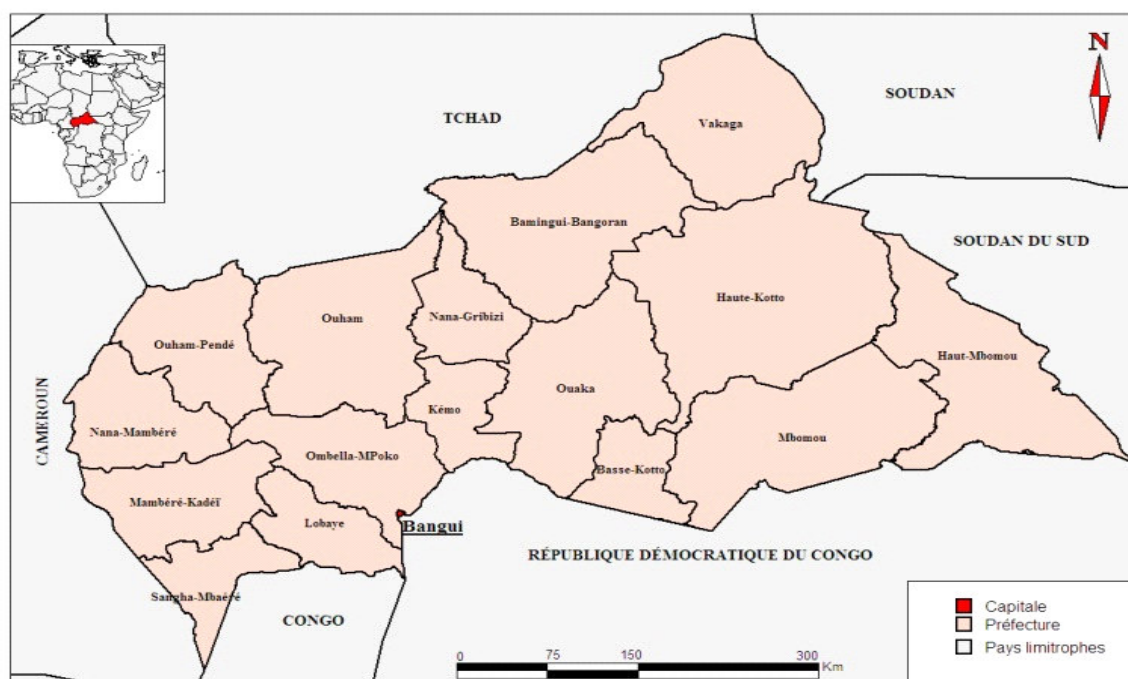 N
SOUDAN
TCHAD
Vakaga
Bamingui-Bangoran
SOUDAN DU SUD
Haute-Kotto
Ouham
Nana-Gribizi
Ouham-Pendé
Haut-Mbomou
Ouaka
CAMEROUN
Kémo
Nana-Mambéré
Mbomou
Ombella-MPoko
Basse-Kotto
Mambéré-Kadéï
Lobaye
Bangui
RÉPUBLIQUE DÉMOCRATIQUE DU CONGO
Sangha-Mbaéré
CONGO
Capitale
Préfecture
Pays limitrophes
0 75 150 300
Km